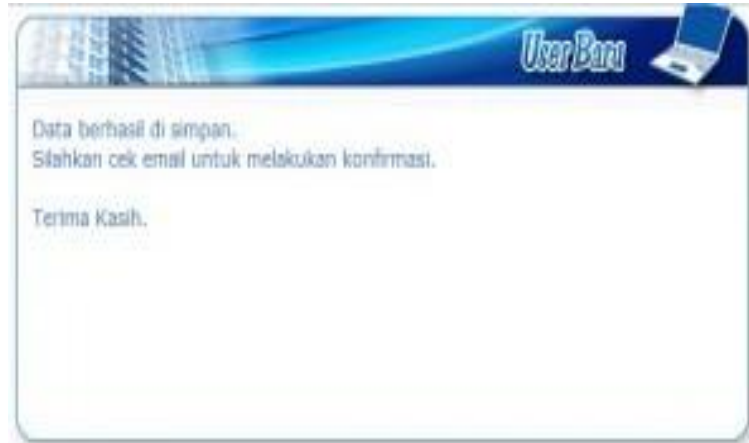 User Baru
Data berhasil di simpan.
Silahkan cek email untuk melakukan konfirmasi.
Terima Kasih.